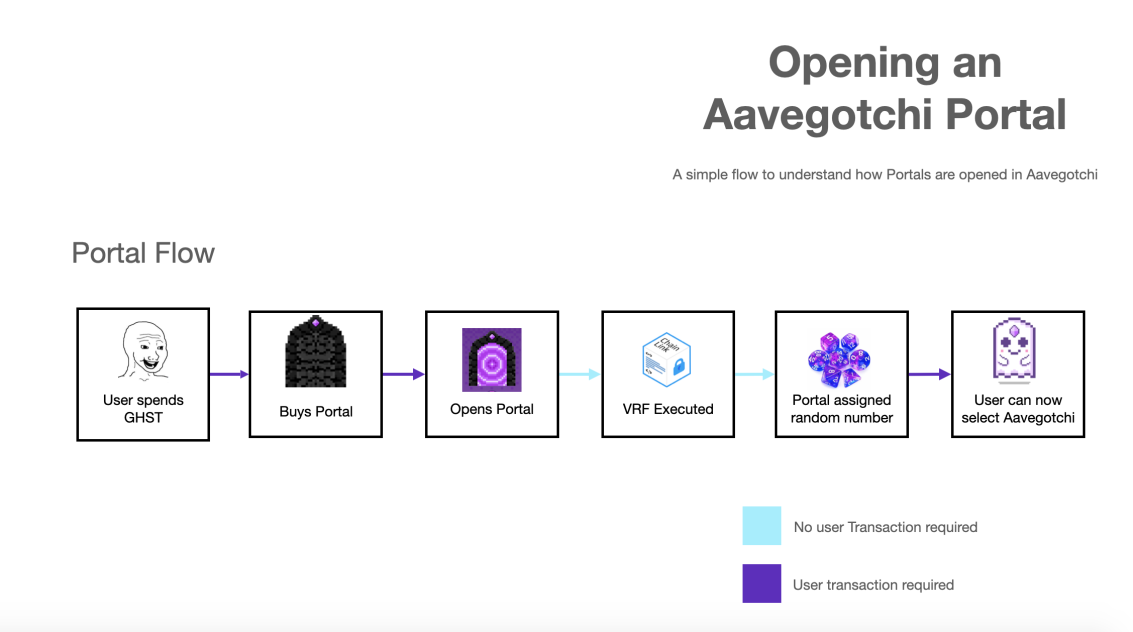 Opening an
Aavegotchi Portal
A simple flow to understand how Portals are opened in Aavegotchi
Portal Flow
User spends
GHST
Buys Portal
Opens Portal
Chain
Link
VRF Executed
Portal assigned
random number
User can now
select Aavegotchi
No user Transaction required
User transaction required